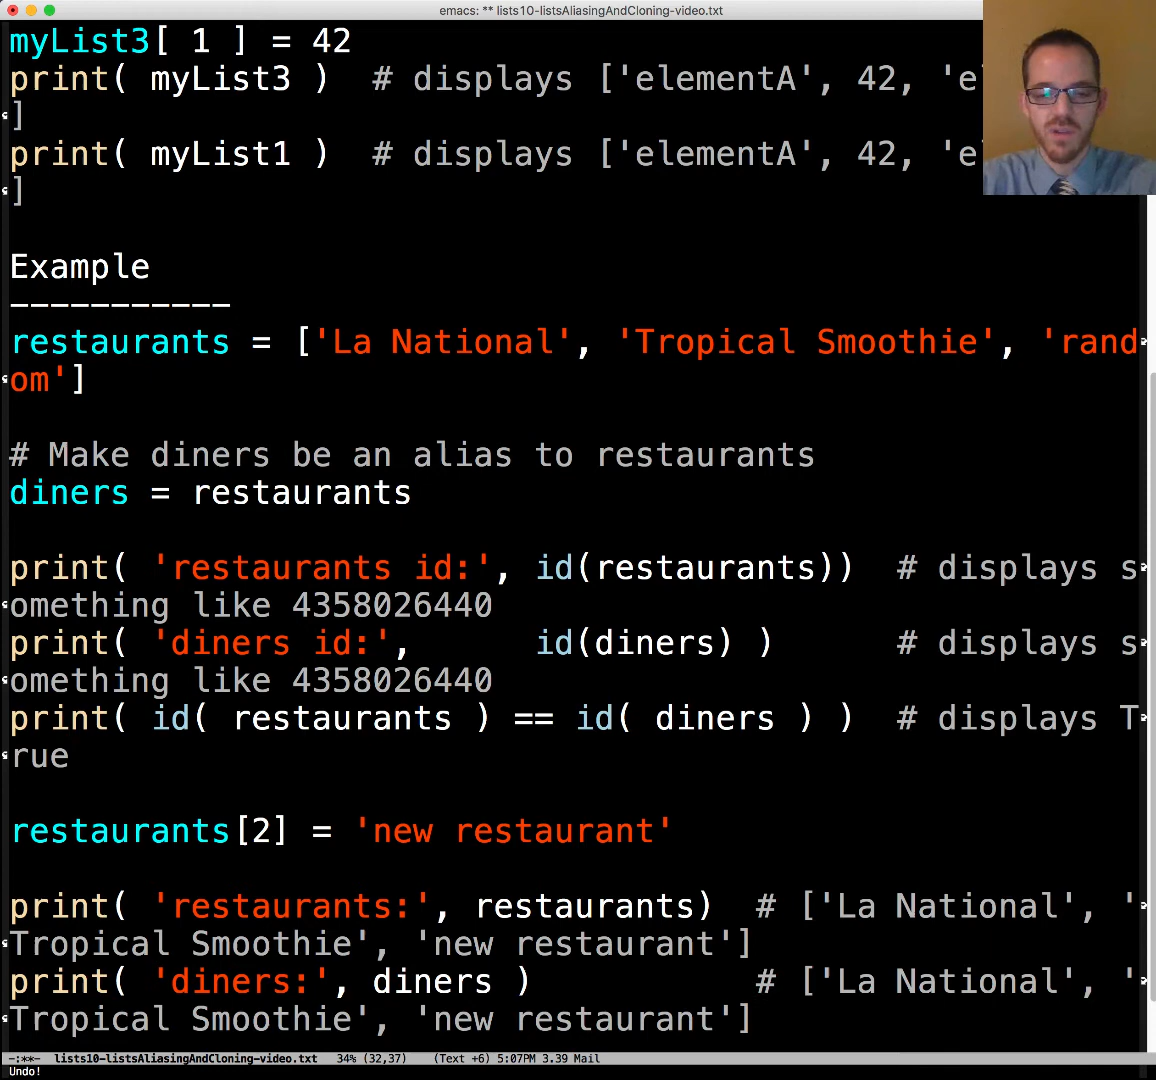 emacs: ** lists10-listsAliasingAndCloning-video.txt
myList3[ 1 ] = 42
print( myList3 )  # displays ['elementA', 42, 'el
]
print( myList1 )  # displays ['elementA', 42, 'el
]
Example
-----------
restaurants = ['La National', 'Tropical Smoothie', 'rand
om']
# Make diners be an alias to restaurants
diners = restaurants
print( 'restaurants id:', id(restaurants))  # displays s
omething like 4358026440
print( 'diners id:',      id(diners) )      # displays s
omething like 4358026440
print( id( restaurants ) == id( diners ) )  # displays T
rue
restaurants[2] = 'new restaurant'
print( 'restaurants:', restaurants)  # ['La National', '
Tropical Smoothie', 'new restaurant']
print( 'diners:', diners )           # ['La National', '
Tropical Smoothie', 'new restaurant']
-:**-  lists10-listsAliasingAndCloning-video.txt   34% (32,37)   (Text +6) 5:07PM 3.39 Mail
Undo!